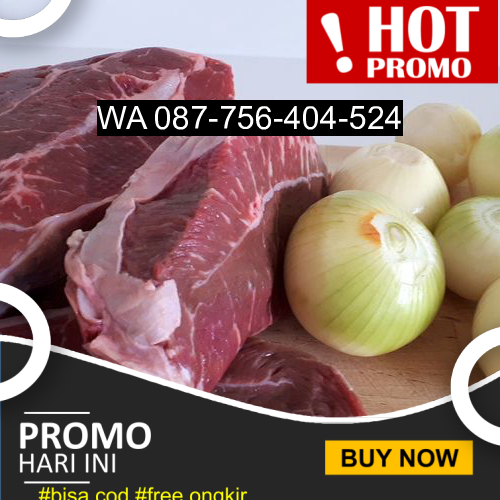 ! HOT
PROMO
WA 087-756-404-524
PROMO
HARI INI
BUY NOW
#bisa cod #free ongkir